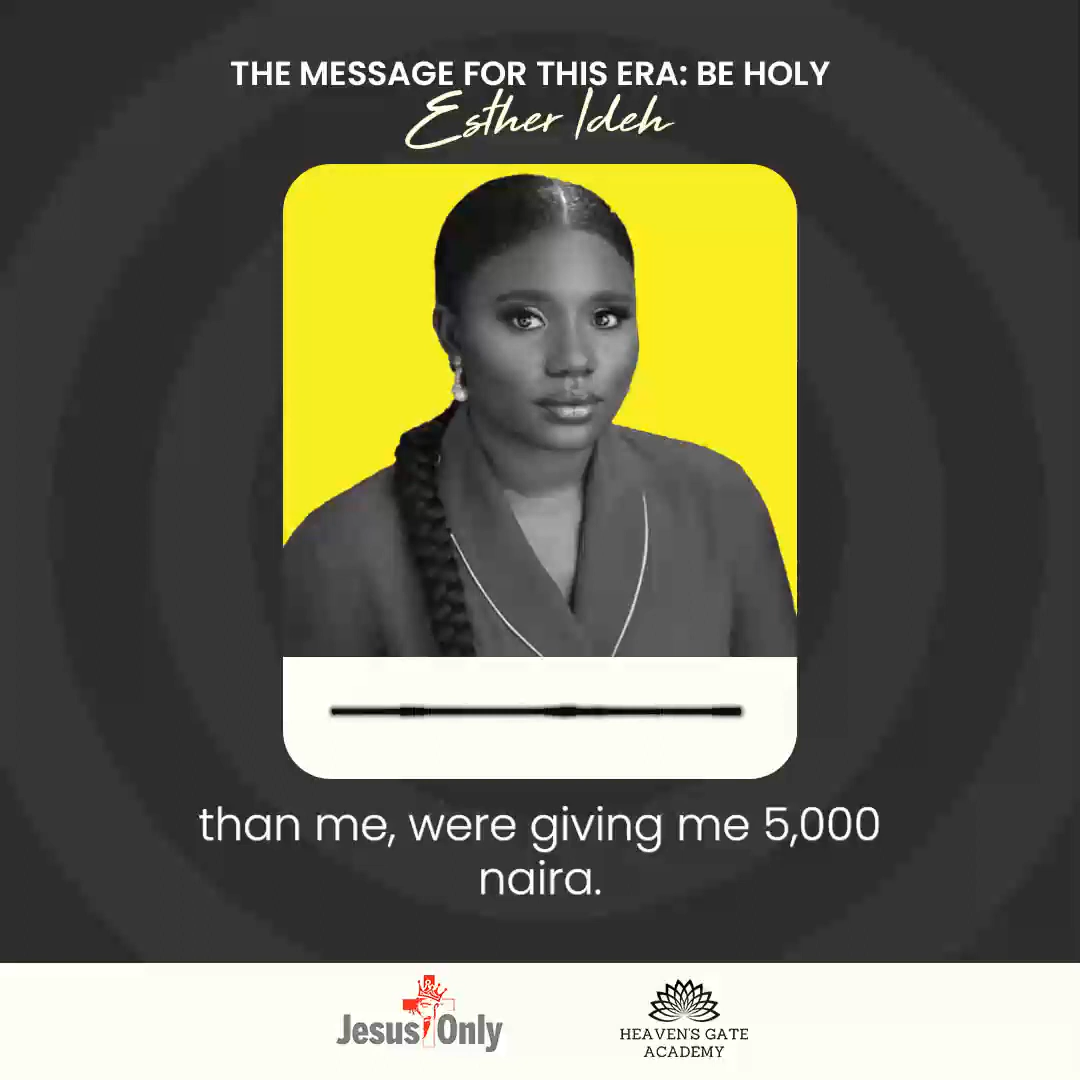 THE MESSAGE FOR THIS ERA: BE HOLY
Esther Ideh
than me, were giving me 5,000
naira.
Jesus Only
HEAVEN'S GATE
ACADEMY